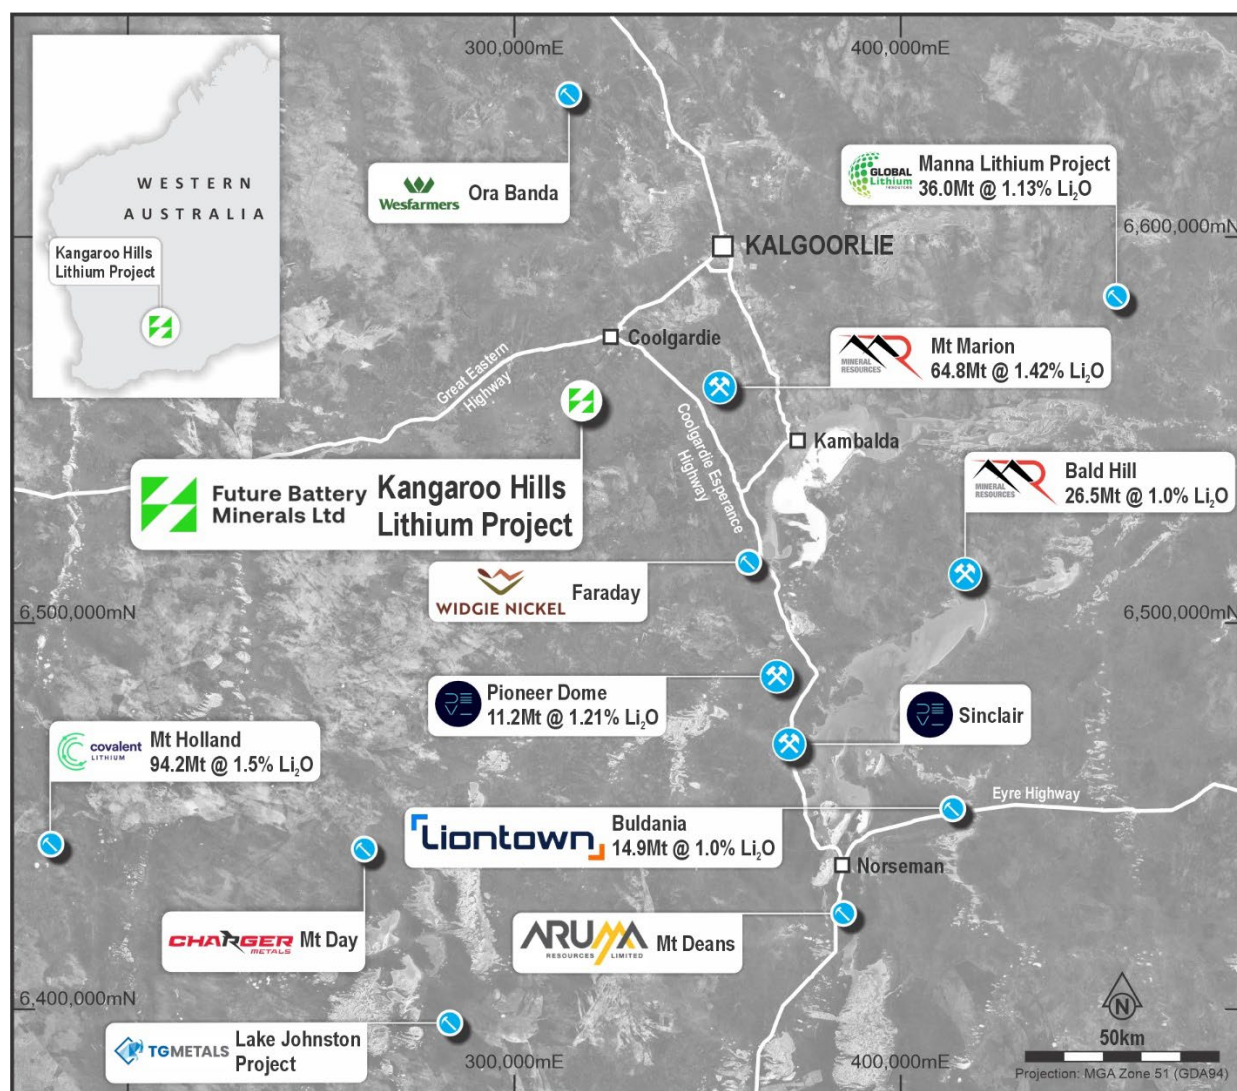 300,000mE
400,000mE
WESTERN
AUSTRALIA
Kangaroo Hills
Lithium Project
Wesfarmers
Ora Banda
GLOBAL
Lithium
RESOURCES
Manna Lithium Project
36.0Mt @ 1.13% Li₂O
6,600,000mN
KALGOORLIE
Coolgardie
Great Eastern
Highway
MINERAL
RESOURCES
Mt Marion
64.8Mt @ 1.42% Li₂O
Coolgardie Esperance
Highway
Kambalda
Future Battery
Minerals Ltd
Kangaroo Hills
Lithium Project
MINERAL
RESOURCES
Bald Hill
26.5Mt @ 1.0% Li₂O
WIDGIE NICKEL
Faraday
6,500,000mN
6,500,000mN
Pioneer Dome
11.2Mt @ 1.21% Li₂O
Sinclair
covalent
LITHIUM
Mt Holland
94.2Mt @ 1.5% Li₂O
Eyre Highway
Liontown
Buldania
14.9Mt @ 1.0% Li₂O
Norseman
CHARGER
METALS
Mt Day
ARUMA
RESOURCES LIMITED
Mt Deans
6,400,000mN
TGMETALS
Lake Johnston
Project
300,000mE
400,000mE
N
50km
Projection: MGA Zone 51 (GDA94)